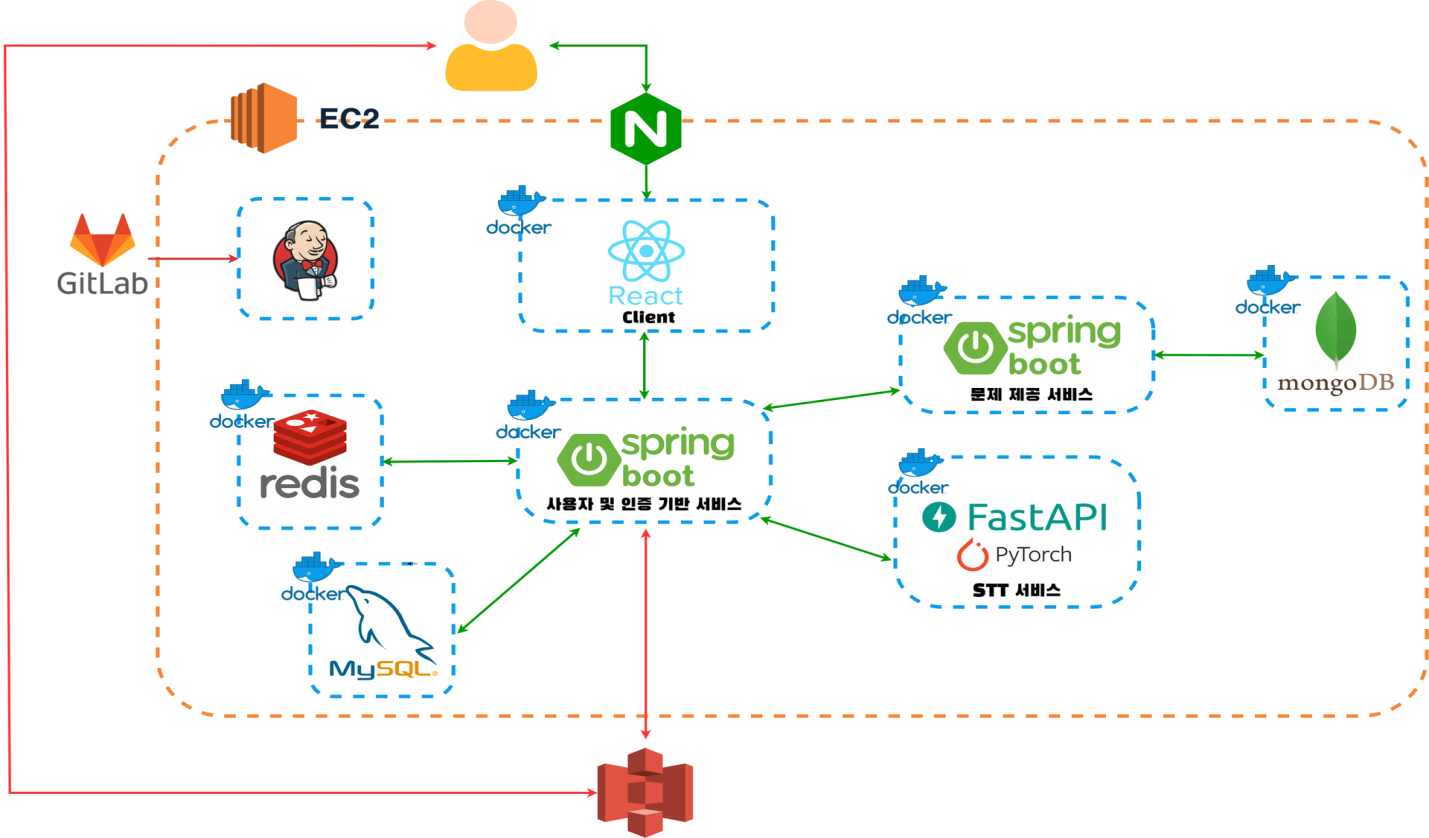 EC2
N
GitLab
docker
React
Client
docker
spring
boot
문제 제공 서비스
docker
mongoDB
docker
redis
docker
spring
boot
사용자 및 인증 기반 서비스
docker
FastAPI
PyTorch
STT 서비스
docker
MySQL